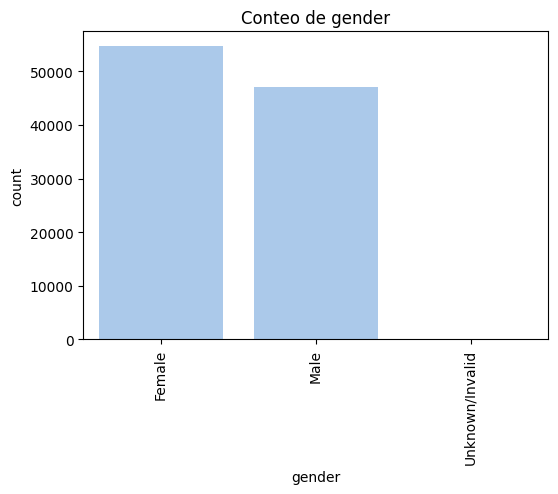 Conteo de gender
50000
40000
30000
20000
10000
0
count
Female
Male
Unknown/Invalid
gender